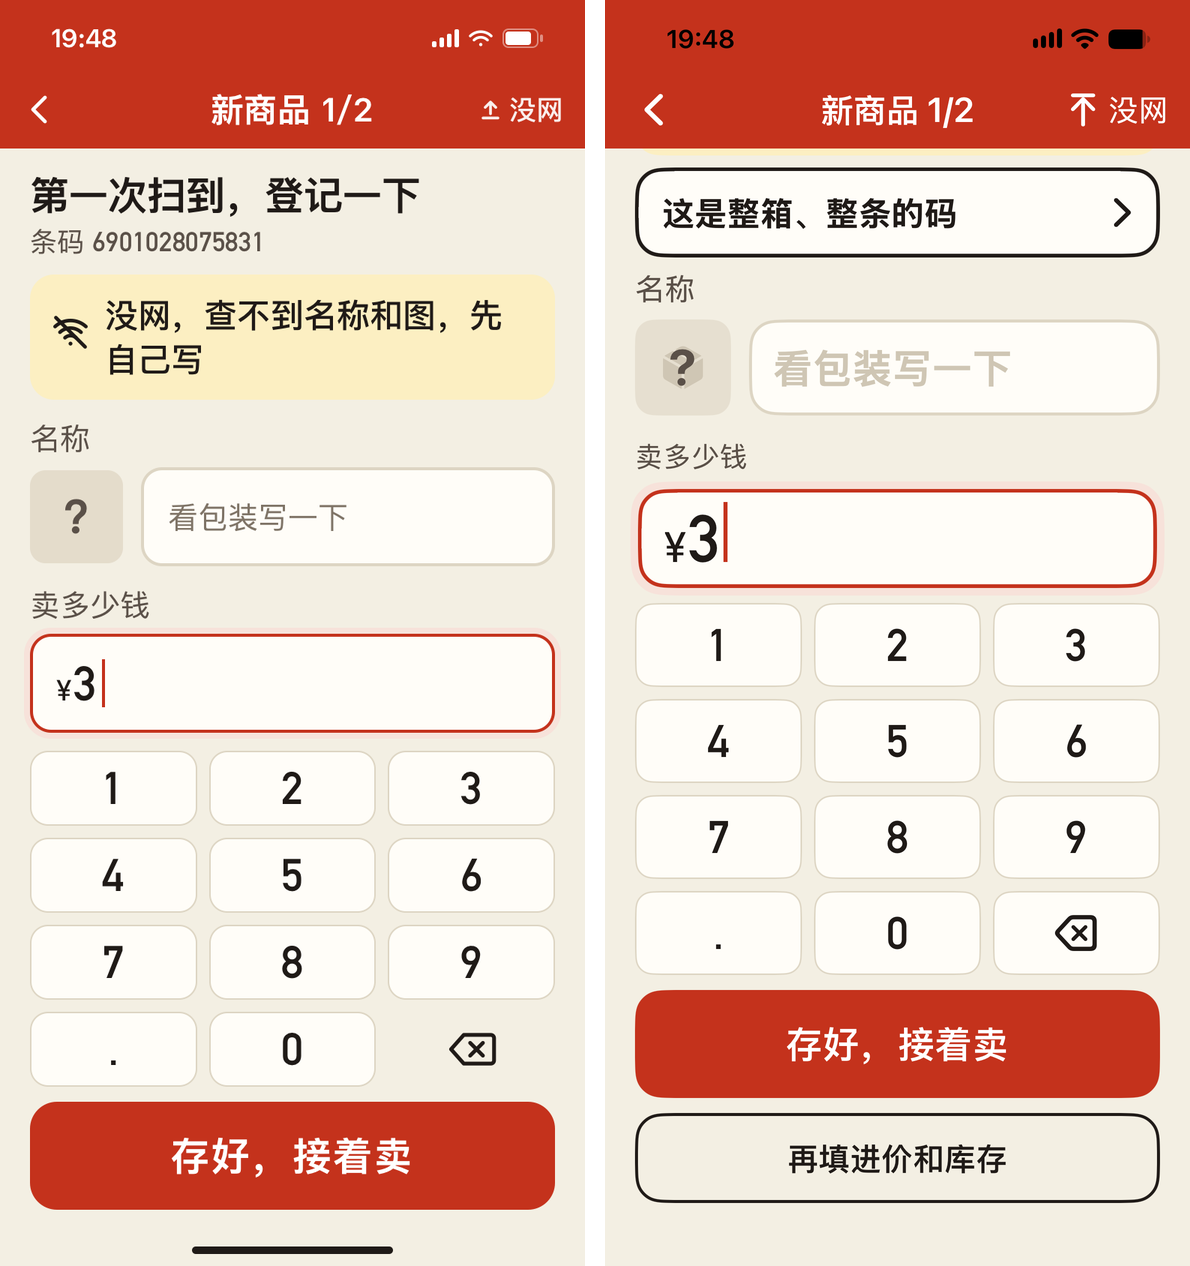 19:48
新商品 1/2
没网
第一次扫到，登记一下
条码 6901028075831
没网，查不到名称和图，先
自己写
名称
?
看包装写一下
卖多少钱
¥3
1 2 3
4 5 6
7 8 9
. 0
存好，接着卖
19:48
新商品 1/2
没网
这是整箱、整条的码
名称
?
看包装写一下
卖多少钱
¥3
1 2 3
4 5 6
7 8 9
. 0
存好，接着卖
再填进价和库存